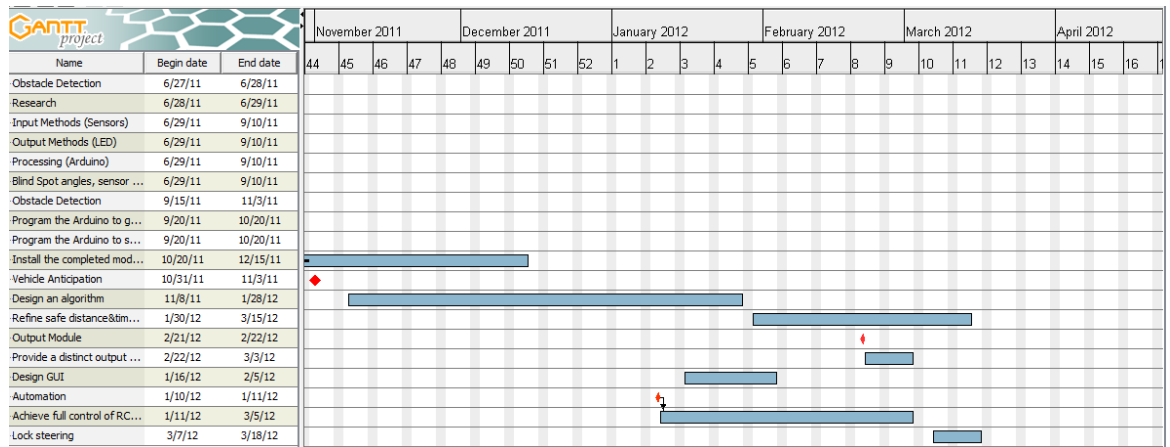 GANTT
project
November 2011 December 2011 January 2012 February 2012 March 2012 April 2012
Name Begin date End date 44 45 46 47 48 49 50 51 52 1 2 3 4 5 6 7 8 9 10 11 12 13 14 15 16 1
Obstacle Detection 6/27/11 6/28/11
Research 6/28/11 6/29/11
Input Methods (Sensors) 6/29/11 9/10/11
Output Methods (LED) 6/29/11 9/10/11
Processing (Arduino) 6/29/11 9/10/11
Blind Spot angles, sensor ... 6/29/11 9/10/11
Obstacle Detection 9/15/11 11/3/11
Program the Arduino to g... 9/20/11 10/20/11
Program the Arduino to s... 9/20/11 10/20/11
Install the completed mod... 10/20/11 12/15/11
Vehicle Anticipation 10/31/11 11/3/11
Design an algorithm 11/8/11 1/28/12
Refine safe distance&tim... 1/30/12 3/15/12
Output Module 2/21/12 2/22/12
Provide a distinct output ... 2/22/12 3/3/12
Design GUI 1/16/12 2/5/12
Automation 1/10/12 1/11/12
Achieve full control of RC... 1/11/12 3/5/12
Lock steering 3/7/12 3/18/12